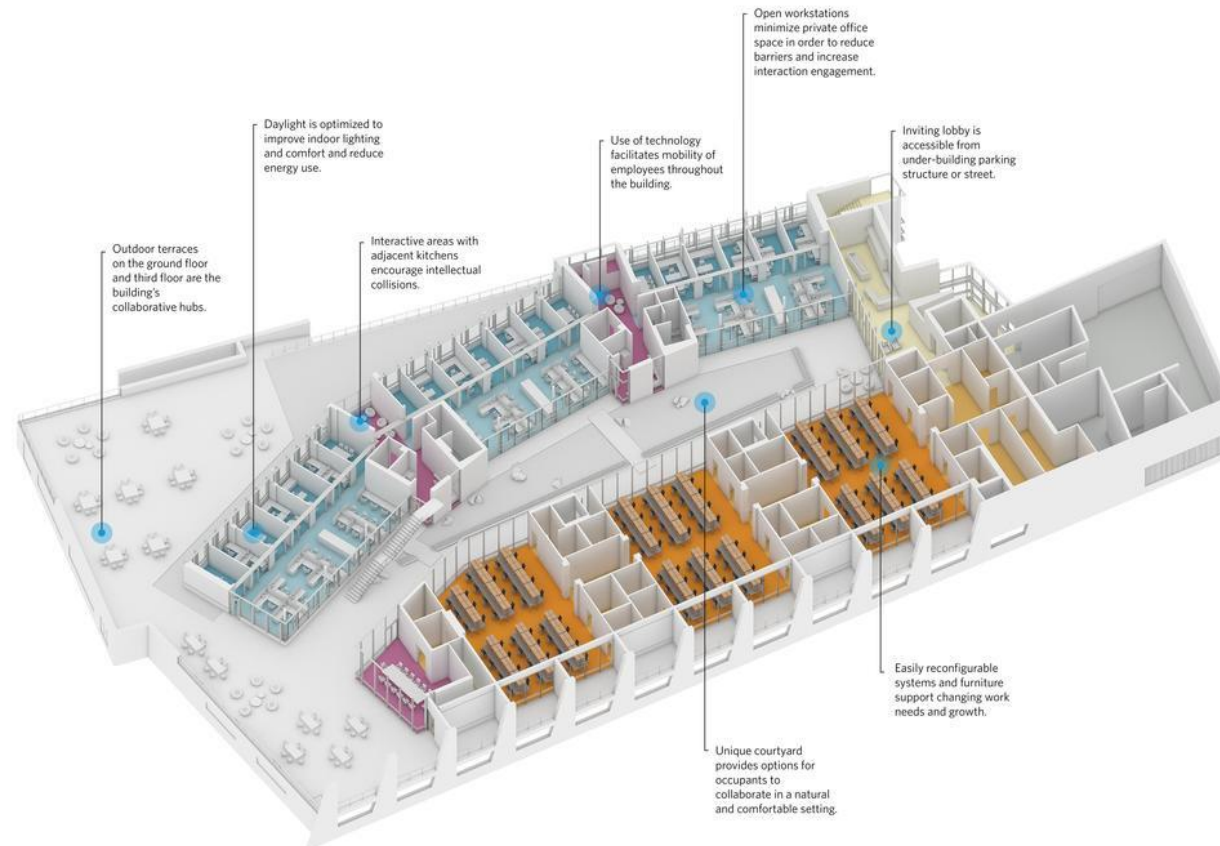 Open workstations
minimize private office
space in order to reduce
barriers and increase
interaction engagement.
Daylight is optimized to
improve indoor lighting
and comfort and reduce
energy use.
Use of technology
facilitates mobility of
employees throughout
the building.
Inviting lobby is
accessible from
under-building parking
structure or street.
Outdoor terraces
on the ground floor
and third floor are the
building's
collaborative hubs.
Interactive areas with
adjacent kitchens
encourage intellectual
collisions.
Easily reconfigurable
systems and furniture
support changing work
needs and growth.
Unique courtyard
provides options for
occupants to
collaborate in a natural
and comfortable setting.